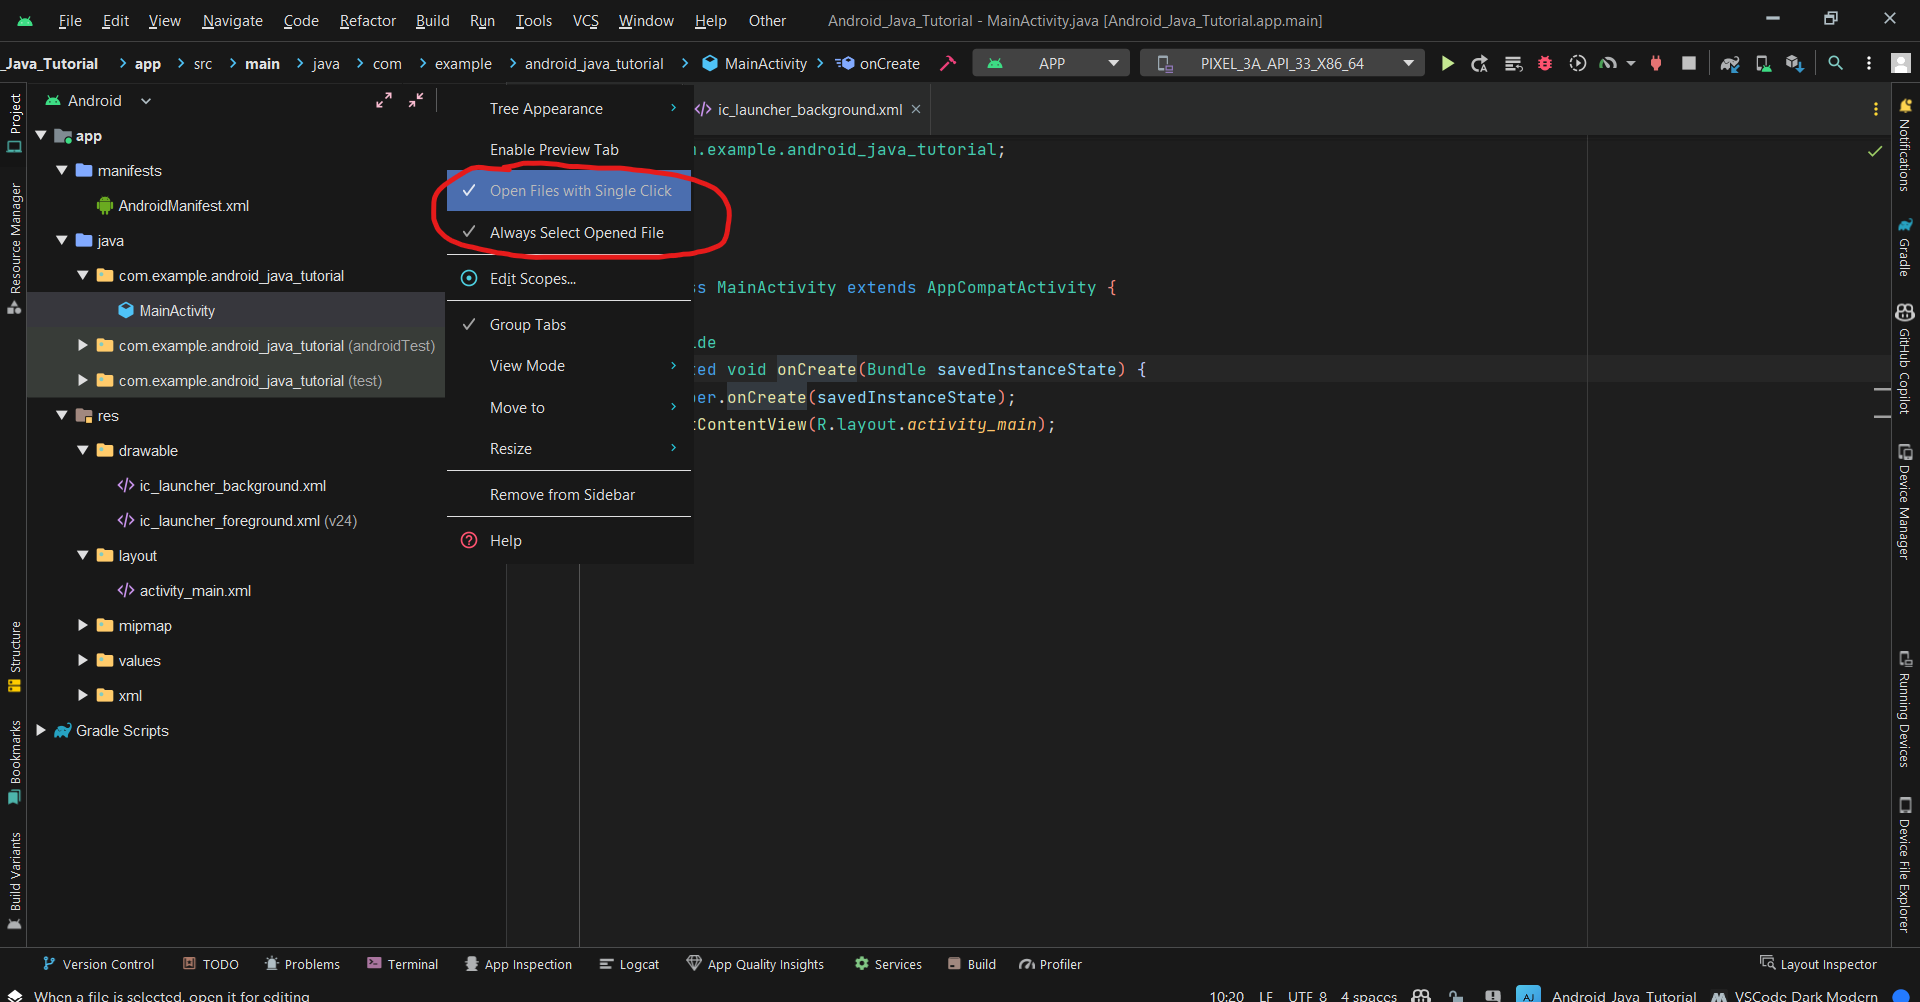 File Edit View Navigate Code Refactor Build Run Tools VCS Window Help Other Android_Java_Tutorial - MainActivity.java [Android_Java_Tutorial.app.main]
_Java_Tutorial app src main java com example android_java_tutorial MainActivity onCreate APP PIXEL_3A_API_33_X86_64
Project
Resource Manager
Structure
Bookmarks
Build Variants
Android
app
manifests
AndroidManifest.xml
java
com.example.android_java_tutorial
MainActivity
com.example.android_java_tutorial (androidTest)
com.example.android_java_tutorial (test)
res
drawable
ic_launcher_background.xml
ic_launcher_foreground.xml (v24)
layout
activity_main.xml
mipmap
values
xml
Gradle Scripts
Tree Appearance
Enable Preview Tab
Open Files with Single Click
Always Select Opened File
Edit Scopes...
Group Tabs
View Mode
Move to
Resize
Remove from Sidebar
Help
ic_launcher_background.xml
.example.android_java_tutorial;
s MainActivity extends AppCompatActivity {
de
ted void onCreate(Bundle savedInstanceState) {
er.onCreate(savedInstanceState);
tContentView(R.layout.activity_main);
Notifications
Gradle
GitHub Copilot
Device Manager
Running Devices
Device File Explorer
Version Control TODO Problems Terminal App Inspection Logcat App Quality Insights Services Build Profiler Layout Inspector
When a file is selected, open it for editing 10:20 LF UTF-8 4 spaces AJ Android_Java_Tutorial VSCode Dark Modern